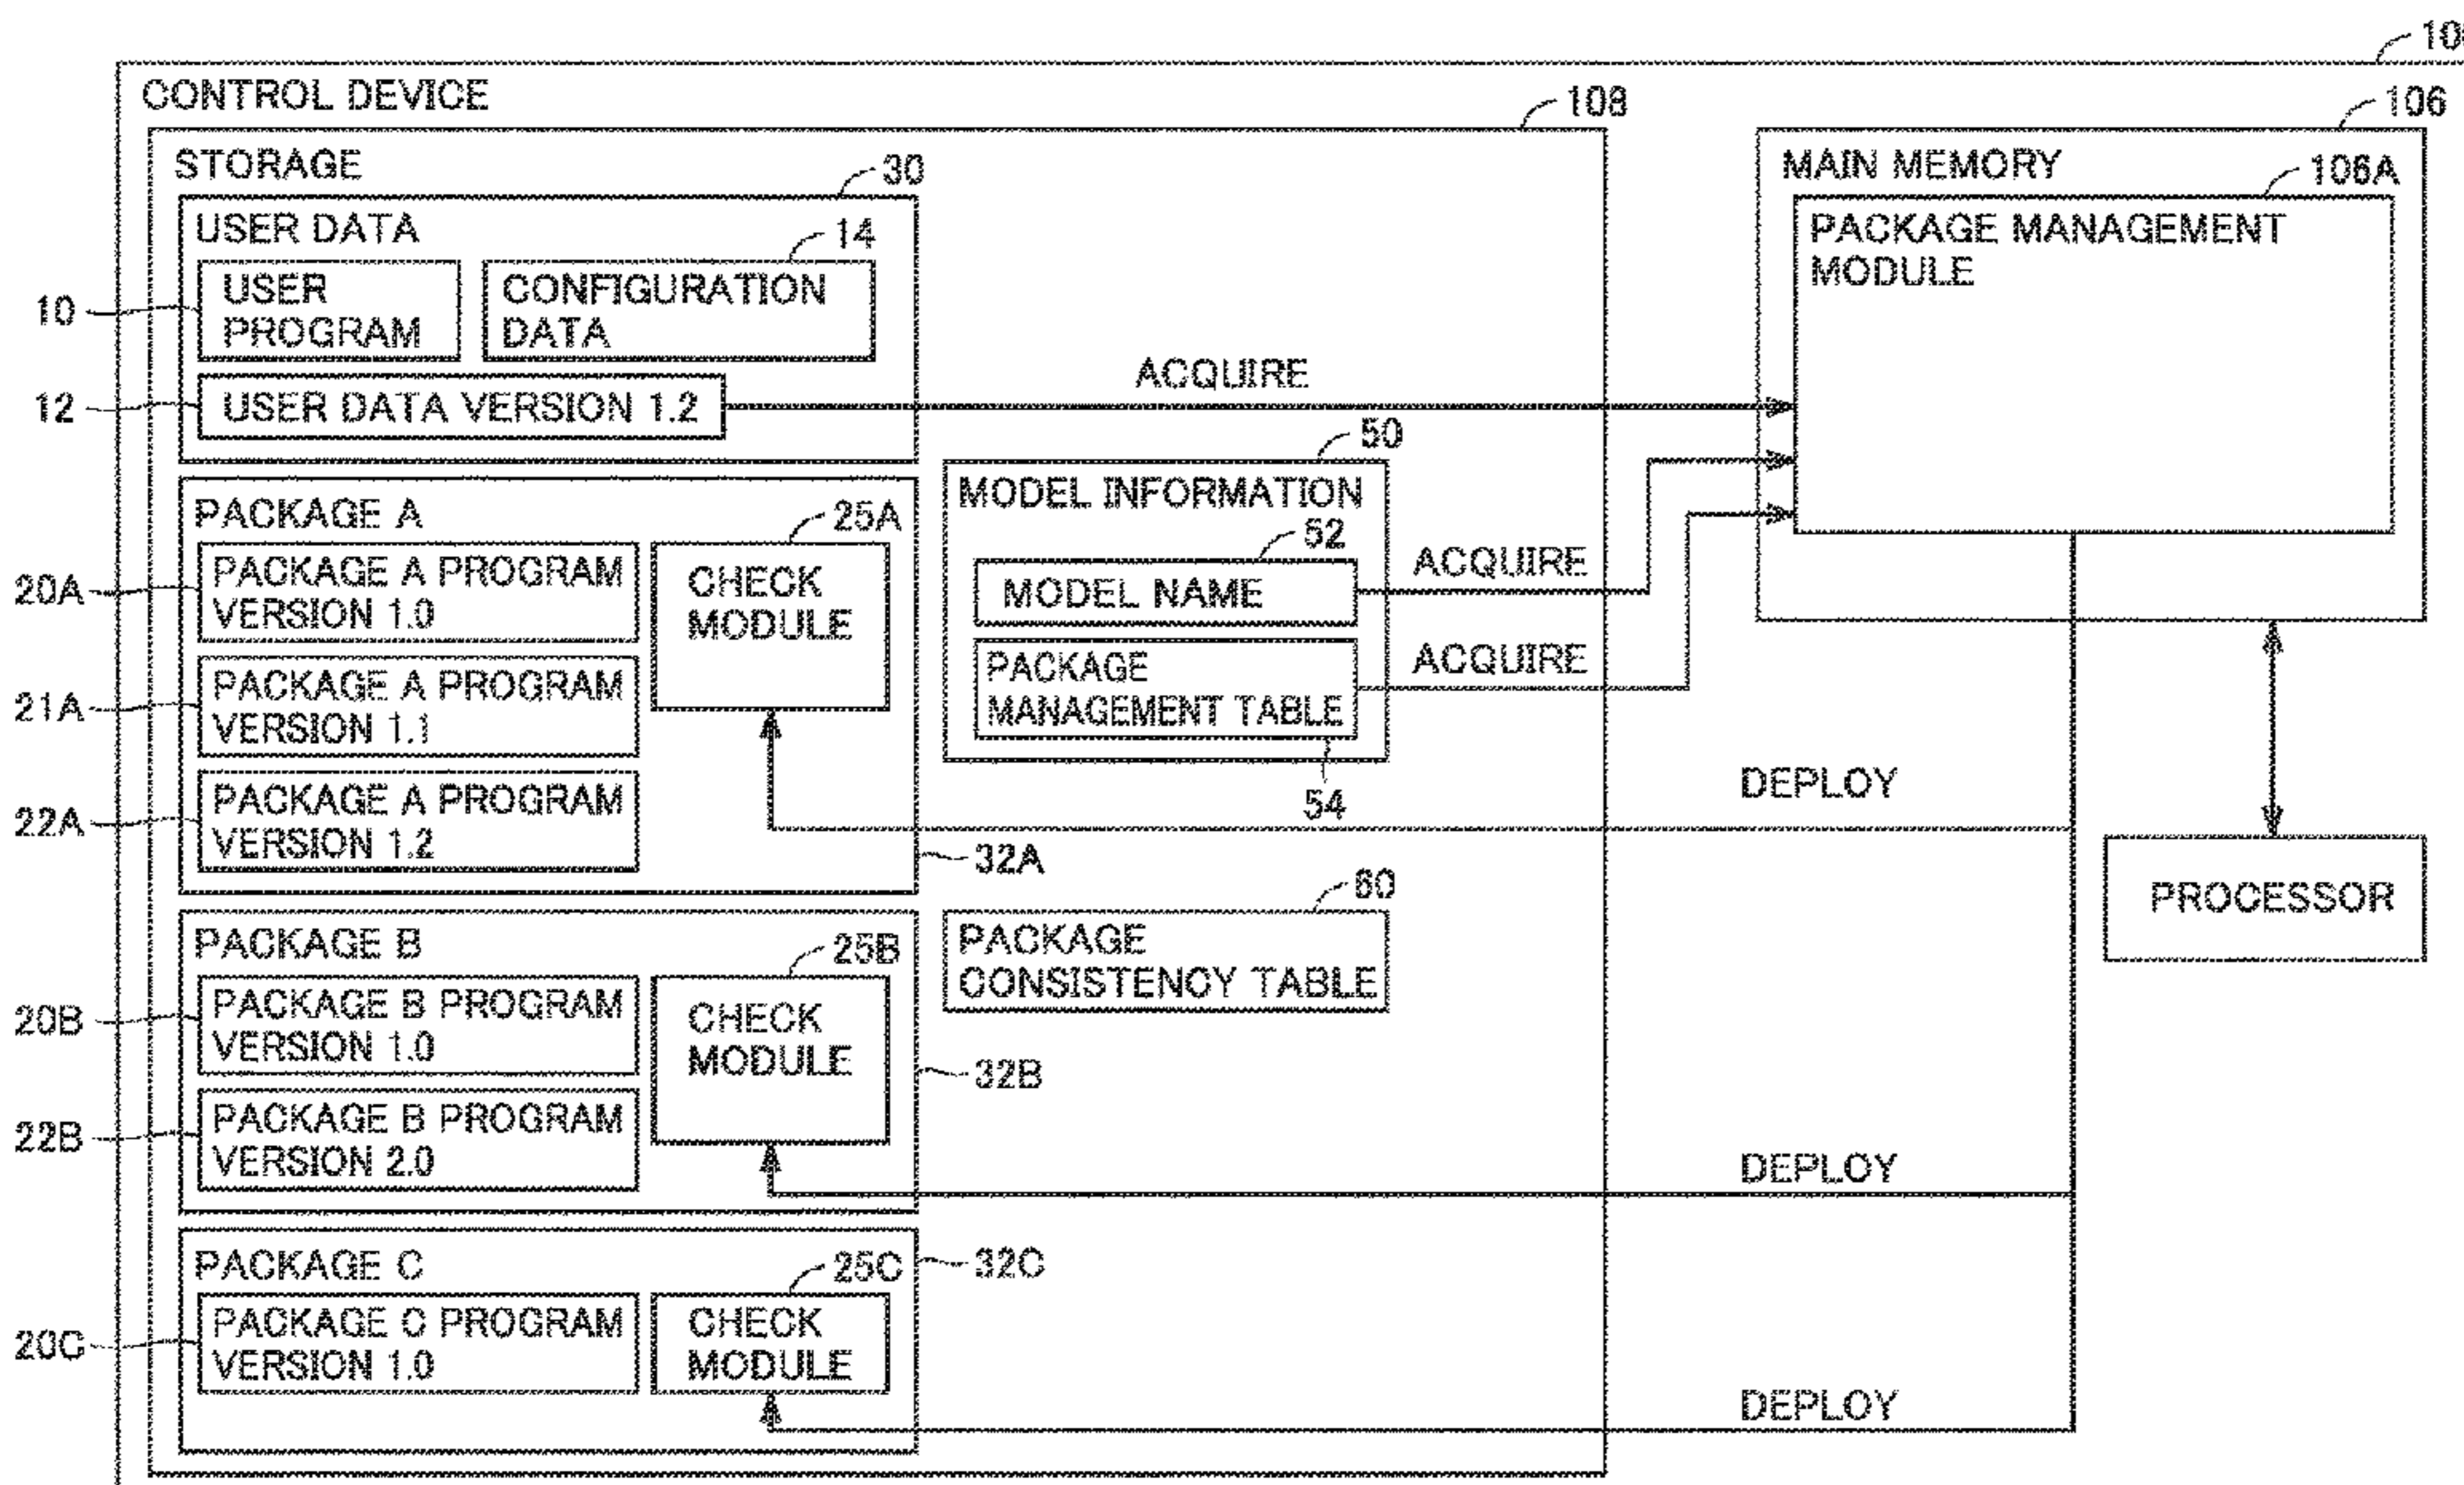 CONTROL DEVICE
108
106
STORAGE
30
MAIN MEMORY
106A
USER DATA
14
PACKAGE MANAGEMENT
MODULE
10
USER
PROGRAM
CONFIGURATION
DATA
ACQUIRE
12
USER DATA VERSION 1.2
50
MODEL INFORMATION
PACKAGE A
25A
52
20A
PACKAGE A PROGRAM
VERSION 1.0
CHECK
MODULE
MODEL NAME
ACQUIRE
21A
PACKAGE A PROGRAM
VERSION 1.1
PACKAGE
MANAGEMENT TABLE
ACQUIRE
54
DEPLOY
22A
PACKAGE A PROGRAM
VERSION 1.2
32A
60
PROCESSOR
PACKAGE B
25B
PACKAGE
CONSISTENCY TABLE
20B
PACKAGE B PROGRAM
VERSION 1.0
CHECK
MODULE
32B
22B
PACKAGE B PROGRAM
VERSION 2.0
DEPLOY
PACKAGE C
25C
32C
20C
PACKAGE C PROGRAM
VERSION 1.0
CHECK
MODULE
DEPLOY